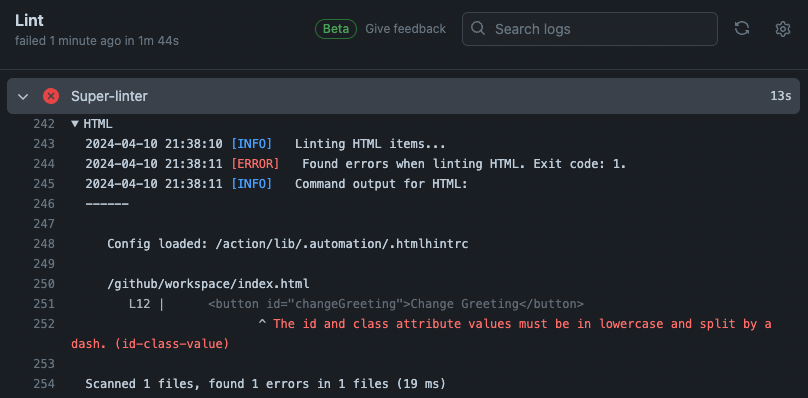 Lint
failed 1 minute ago in 1m 44s
Beta Give feedback
Search logs
Super-linter 13s
242 ▼ HTML
243 2024-04-10 21:38:10 [INFO] Linting HTML items...
244 2024-04-10 21:38:11 [ERROR] Found errors when linting HTML. Exit code: 1.
245 2024-04-10 21:38:11 [INFO] Command output for HTML:
246 ------
247
248 Config loaded: /action/lib/.automation/.htmlhintrc
249
250 /github/workspace/index.html
251 L12 | <button id="changeGreeting">Change Greeting</button>
252 ^ The id and class attribute values must be in lowercase and split by a
dash. (id-class-value)
253
254 Scanned 1 files, found 1 errors in 1 files (19 ms)